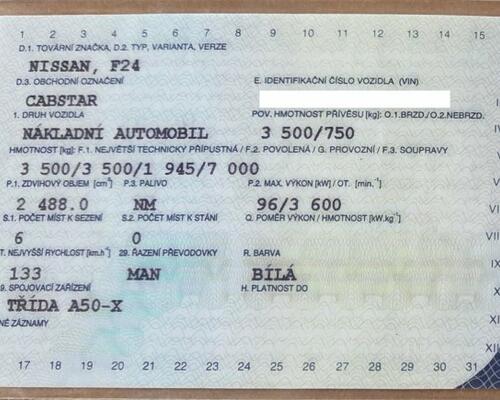 1 2 3 4 5 6 7 8 9 10 11 12 13 14 15
D.1. TOVÁRNÍ ZNAČKA, D.2. TYP, VARIANTA, VERZE
NISSAN, F24
D.3. OBCHODNÍ OZNAČENÍ E. IDENTIFIKAČNÍ ČÍSLO VOZIDLA (VIN)
CABSTAR
1. DRUH VOZIDLA POV. HMOTNOST PŘÍVĚSU [kg]: O.1.BRZD./O.2.NEBRZD.
NÁKLADNÍ AUTOMOBIL 3 500/750
HMOTNOST [kg]: F.1. NEJVĚTŠÍ TECHNICKY PŘÍPUSTNÁ / F.2. POVOLENÁ / G. PROVOZNÍ / F.3. SOUPRAVY
3 500/3 500/1 945/7 000
P.1. ZDVIHOVÝ OBJEM [cm³] P.3. PALIVO P.2. MAX. VÝKON [kW] / OT. [min.⁻¹]
2 488.0 NM 96/3 600
S.1. POČET MÍST K SEZENÍ S.2. POČET MÍST K STÁNÍ Q. POMĚR VÝKON / HMOTNOST [kW.kg⁻¹]
6 0
T. NEJVYŠŠÍ RYCHLOST [km.h⁻¹] 29. ŘAZENÍ PŘEVODOVKY R. BARVA
133 MAN BÍLÁ
9. SPOJOVACÍ ZAŘÍZENÍ H. PLATNOST DO
TŘÍDA A50-X
NÉ ZÁZNAMY
17 18 19 20 21 22 23 24 25 26 27 28 29 30 31
IV
V
VI
VII
VIII
IX
X
XI
XII